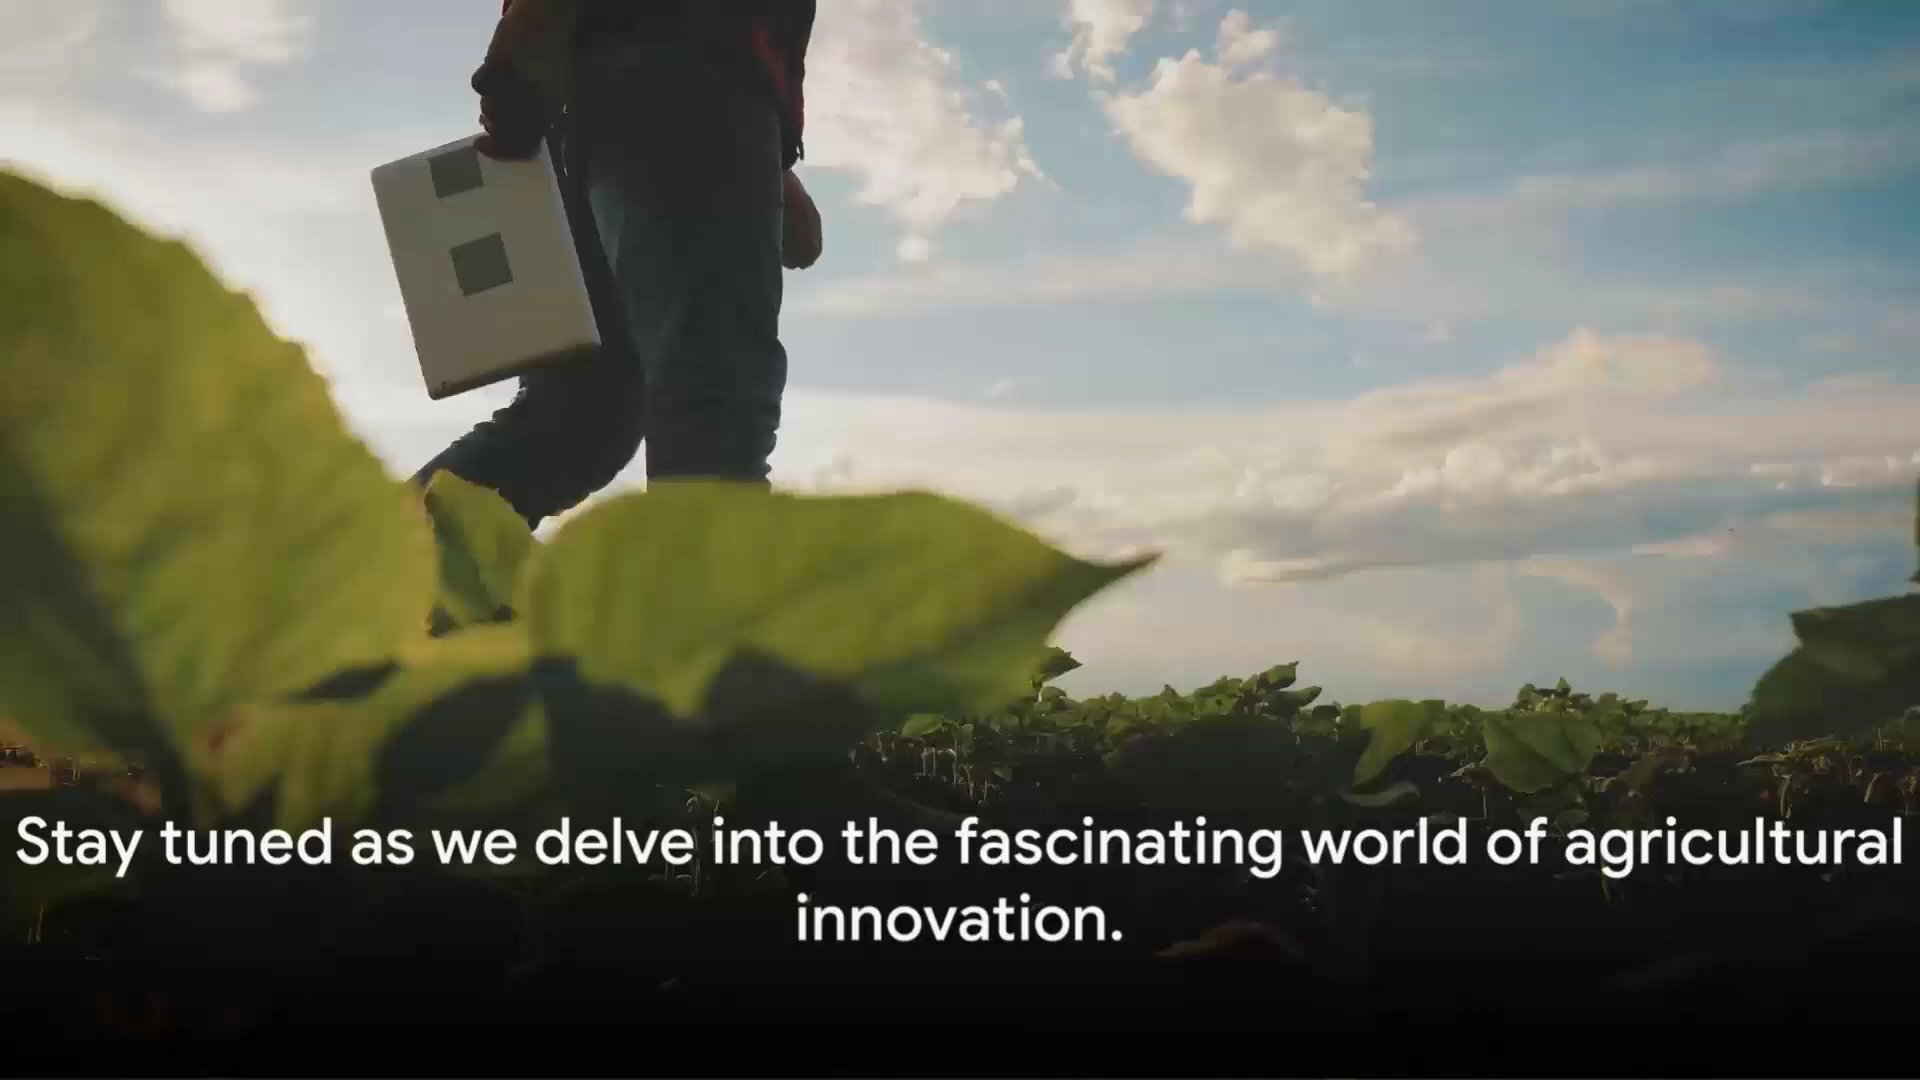 Stay tuned as we delve into the fascinating world of agricultural
innovation.